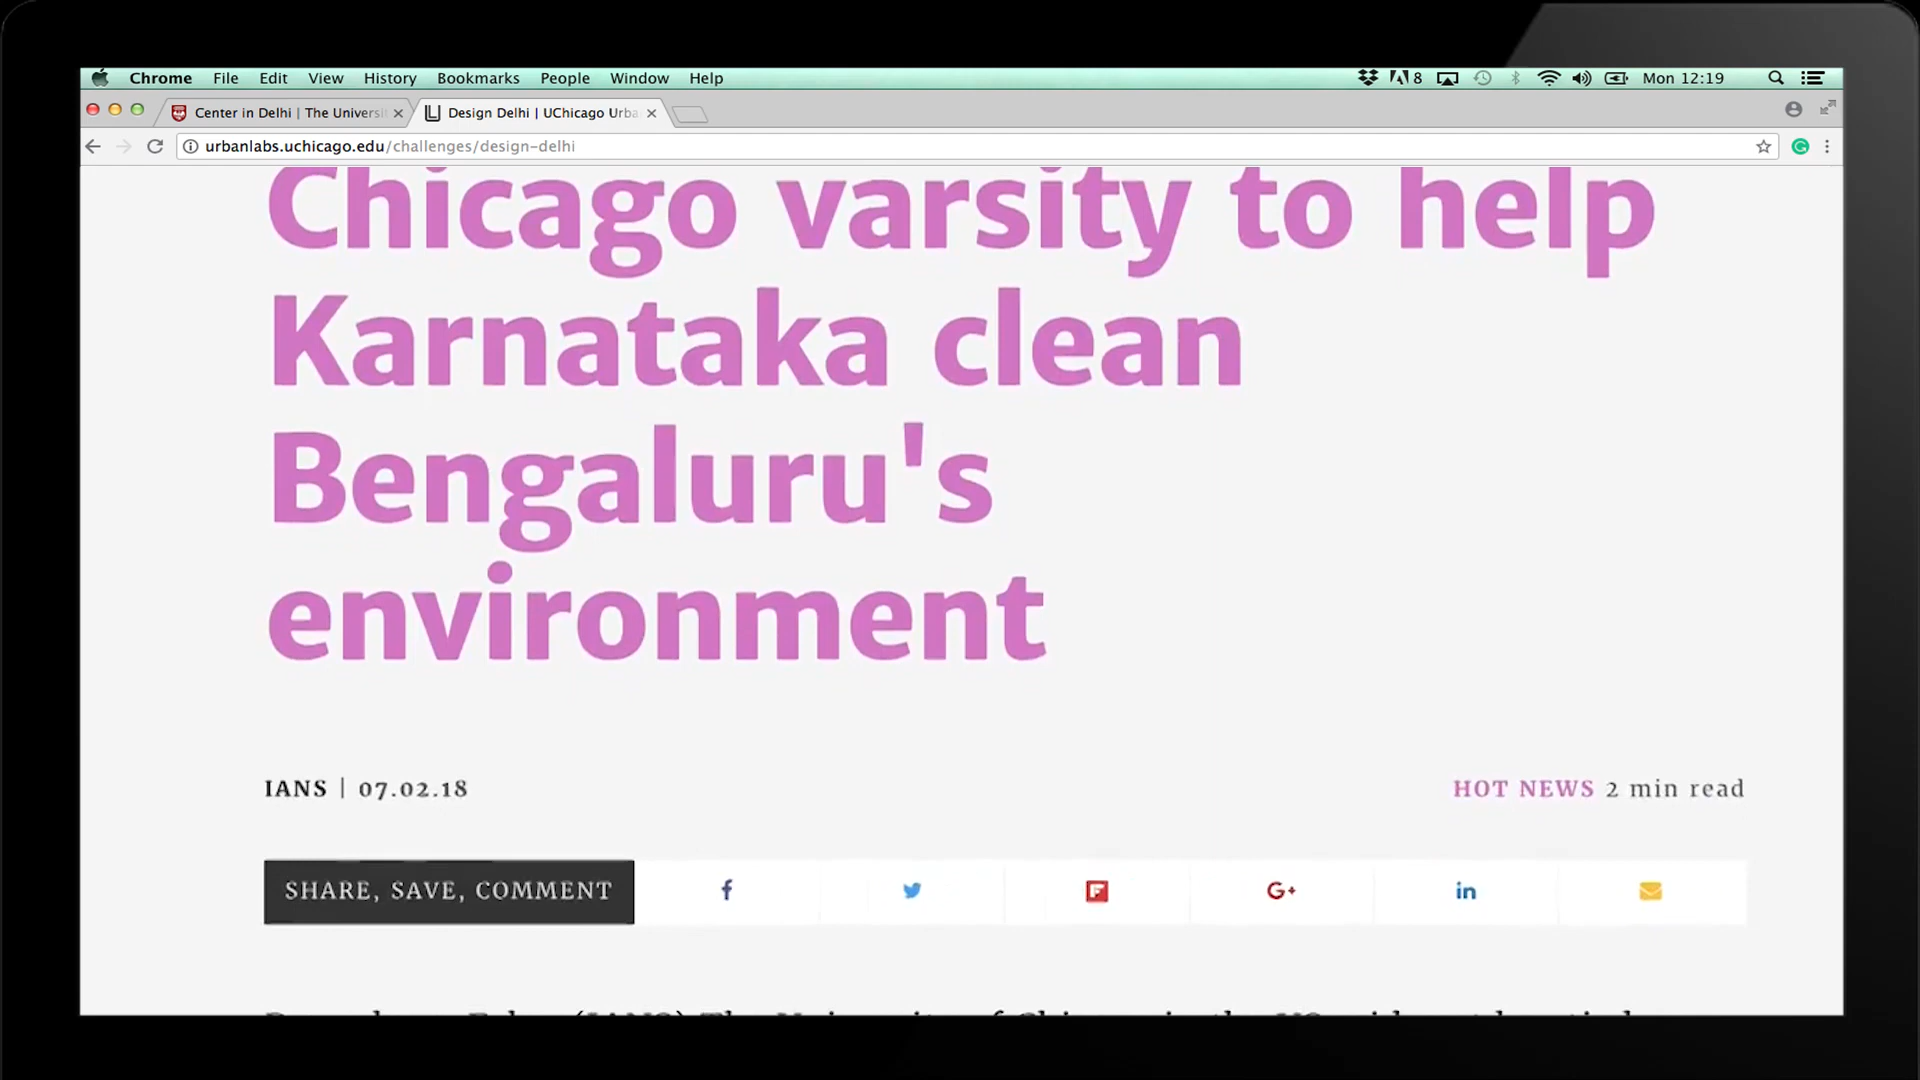 Chrome File Edit View History Bookmarks People Window Help 8 Mon 12:19
Center in Delhi | The Universi Design Delhi | UChicago Urba
urbanlabs.uchicago.edu/challenges/design-delhi
Chicago varsity to help
Karnataka clean
Bengaluru's
environment
IANS | 07.02.18 HOT NEWS 2 min read
SHARE, SAVE, COMMENT f G+ in